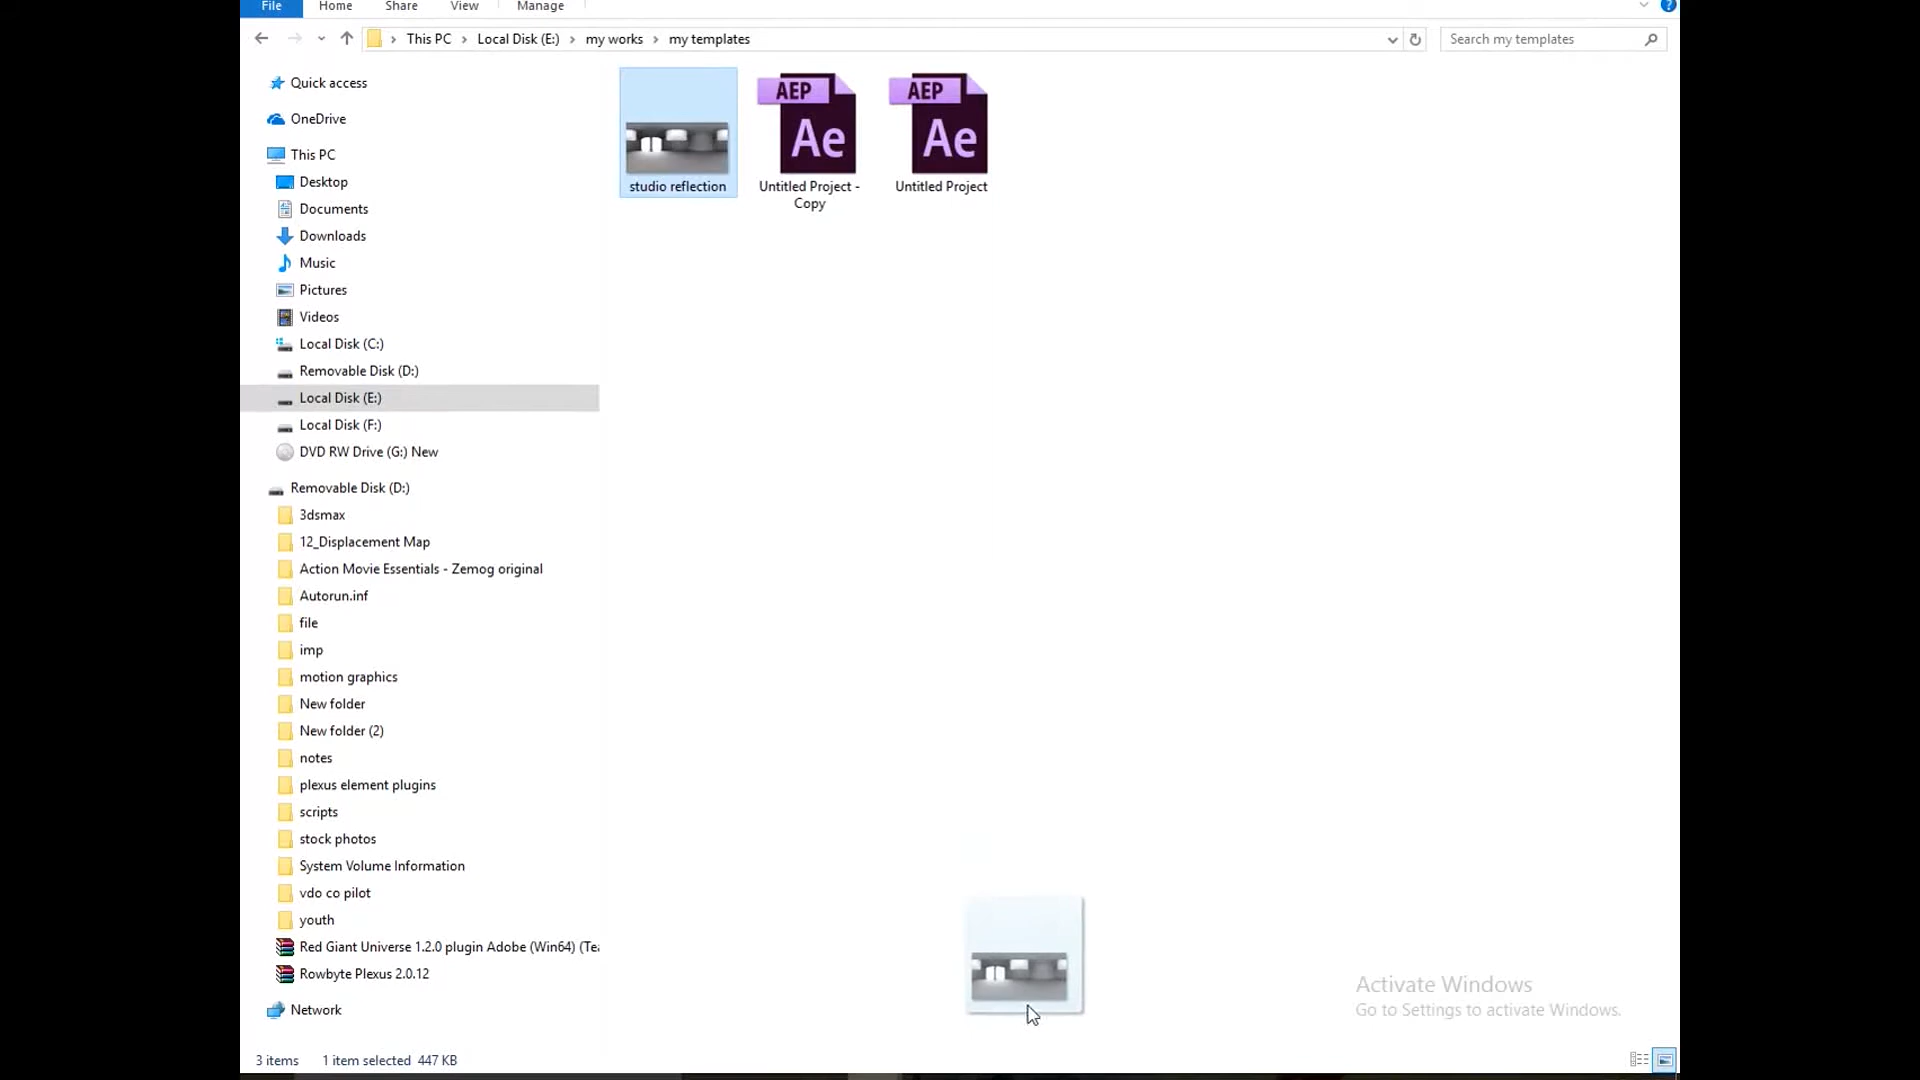 File Home Share View Manage
This PC Local Disk (E:) my works my templates
Search my templates
Quick access
OneDrive
This PC
Desktop
Documents
Downloads
Music
Pictures
Videos
Local Disk (C:)
Removable Disk (D:)
Local Disk (E:)
Local Disk (F:)
DVD RW Drive (G:) New
Removable Disk (D:)
3dsmax
12_Displacement Map
Action Movie Essentials - Zemog original
Autorun.inf
file
imp
motion graphics
New folder
New folder (2)
notes
plexus element plugins
scripts
stock photos
System Volume Information
vdo co pilot
youth
Red Giant Universe 1.2.0 plugin Adobe (Win64) (Tea
Rowbyte Plexus 2.0.12
Network
AEP
Ae
AEP
Ae
studio reflection
Untitled Project -
Copy
Untitled Project
Activate Windows
Go to Settings to activate Windows.
3 items 1 item selected 447 KB